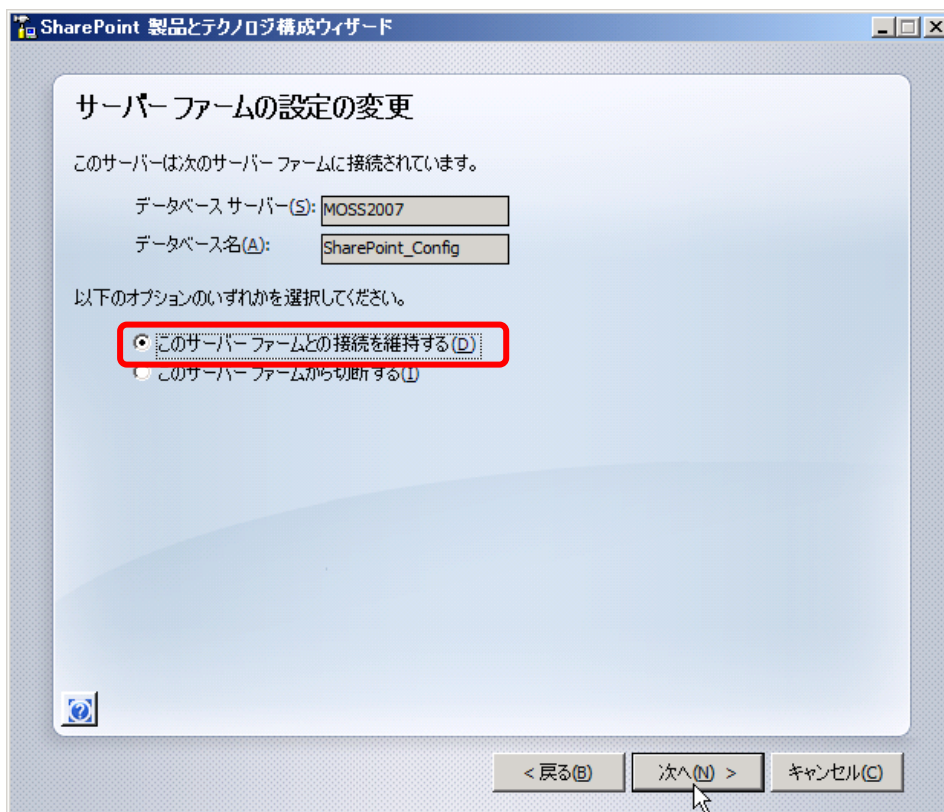 SharePoint 製品とテクノロジ構成ウィザード
サーバー ファームの設定の変更
このサーバーは次のサーバー ファームに接続されています。
データベース サーバー(S): MOSS2007
データベース名(A): SharePoint_Config
以下のオプションのいずれかを選択してください。
このサーバー ファームとの接続を維持する(D)
このサーバー ファームから切断する(I)
< 戻る(B) 次へ(N) > キャンセル(C)